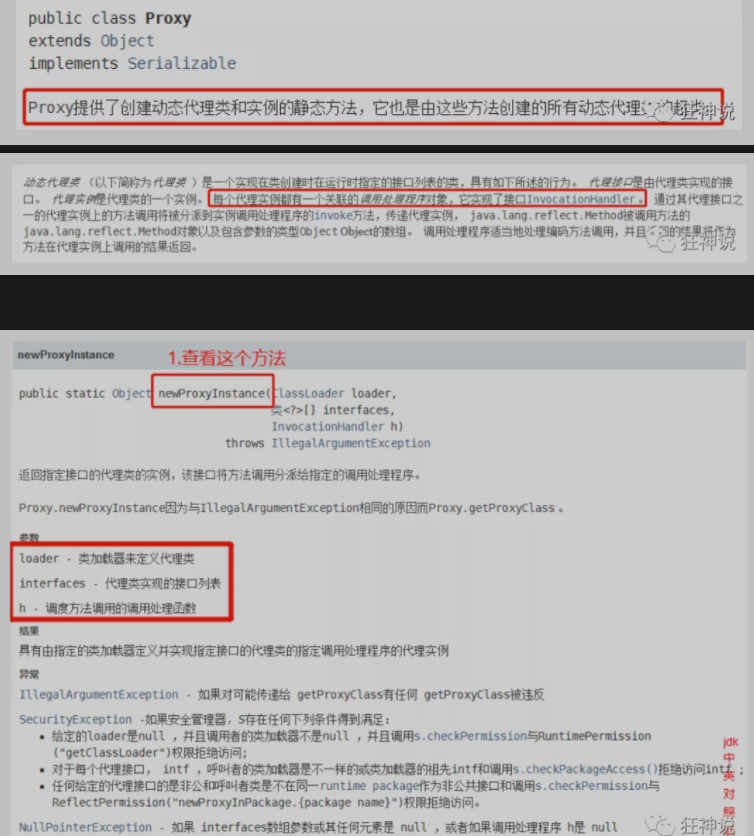 public class Proxy
extends Object
implements Serializable
Proxy提供了创建动态代理类和实例的静态方法，它也是由这些方法创建的所有动态代理类的超类。
狂神说
动态代理类 （以下简称为代理类 ）是一个实现在类创建时在运行时指定的接口列表的类，具有如下所述的行为。 代理接口是由代理类实现的接
口。 代理实例是代理类的一个实例。 每个代理实例都有一个关联的调用处理程序对象，它实现了接口InvocationHandler 。 通过其代理接口之
一的代理实例上的方法调用将被分派到实例调用处理程序的invoke方法，传递代理实例， java.lang.reflect.Method被调用方法的
java.lang.reflect.Method对象以及包含参数的类型Object Object的数组。 调用处理程序适当地处理编码方法调用，并且 的结果将作为
方法在代理实例上调用的结果返回。
狂神说
newProxyInstance
1.查看这个方法
public static Object newProxyInstance(ClassLoader loader,
类<?>[] interfaces,
InvocationHandler h)
throws IllegalArgumentException
返回指定接口的代理类的实例，该接口将方法调用分派给指定的调用处理程序。
Proxy.newProxyInstance因为与IllegalArgumentException相同的原因而Proxy.getProxyClass 。
参数
loader - 类加载器来定义代理类
interfaces - 代理类实现的接口列表
h - 调度方法调用的调用处理函数
结果
具有由指定的类加载器定义并实现指定接口的代理类的指定调用处理程序的代理实例
异常
IllegalArgumentException - 如果对可能传递给 getProxyClass有任何 getProxyClass被违反
SecurityException -如果安全管理器，S存在任何下列条件得到满足：
• 给定的loader是null ，并且调用者的类加载器不是null ，并且调用s.checkPermission与RuntimePermission
("getClassLoader")权限拒绝访问;
• 对于每个代理接口， intf ，呼叫者的类加载器是不一样的或类加载器的祖先intf和调用s.checkPackageAccess()拒绝访问intf ;
• 任何给定的代理接口的是非公和呼叫者类是不在同一runtime package作为非公共接口和调用s.checkPermission与
ReflectPermission("newProxyInPackage.{package name}")权限拒绝访问。
NullPointerException - 如果 interfaces数组参数或其任何元素是 null ，或者如果调用处理程序 h是 null
jdk
中
英
对
照
狂神说